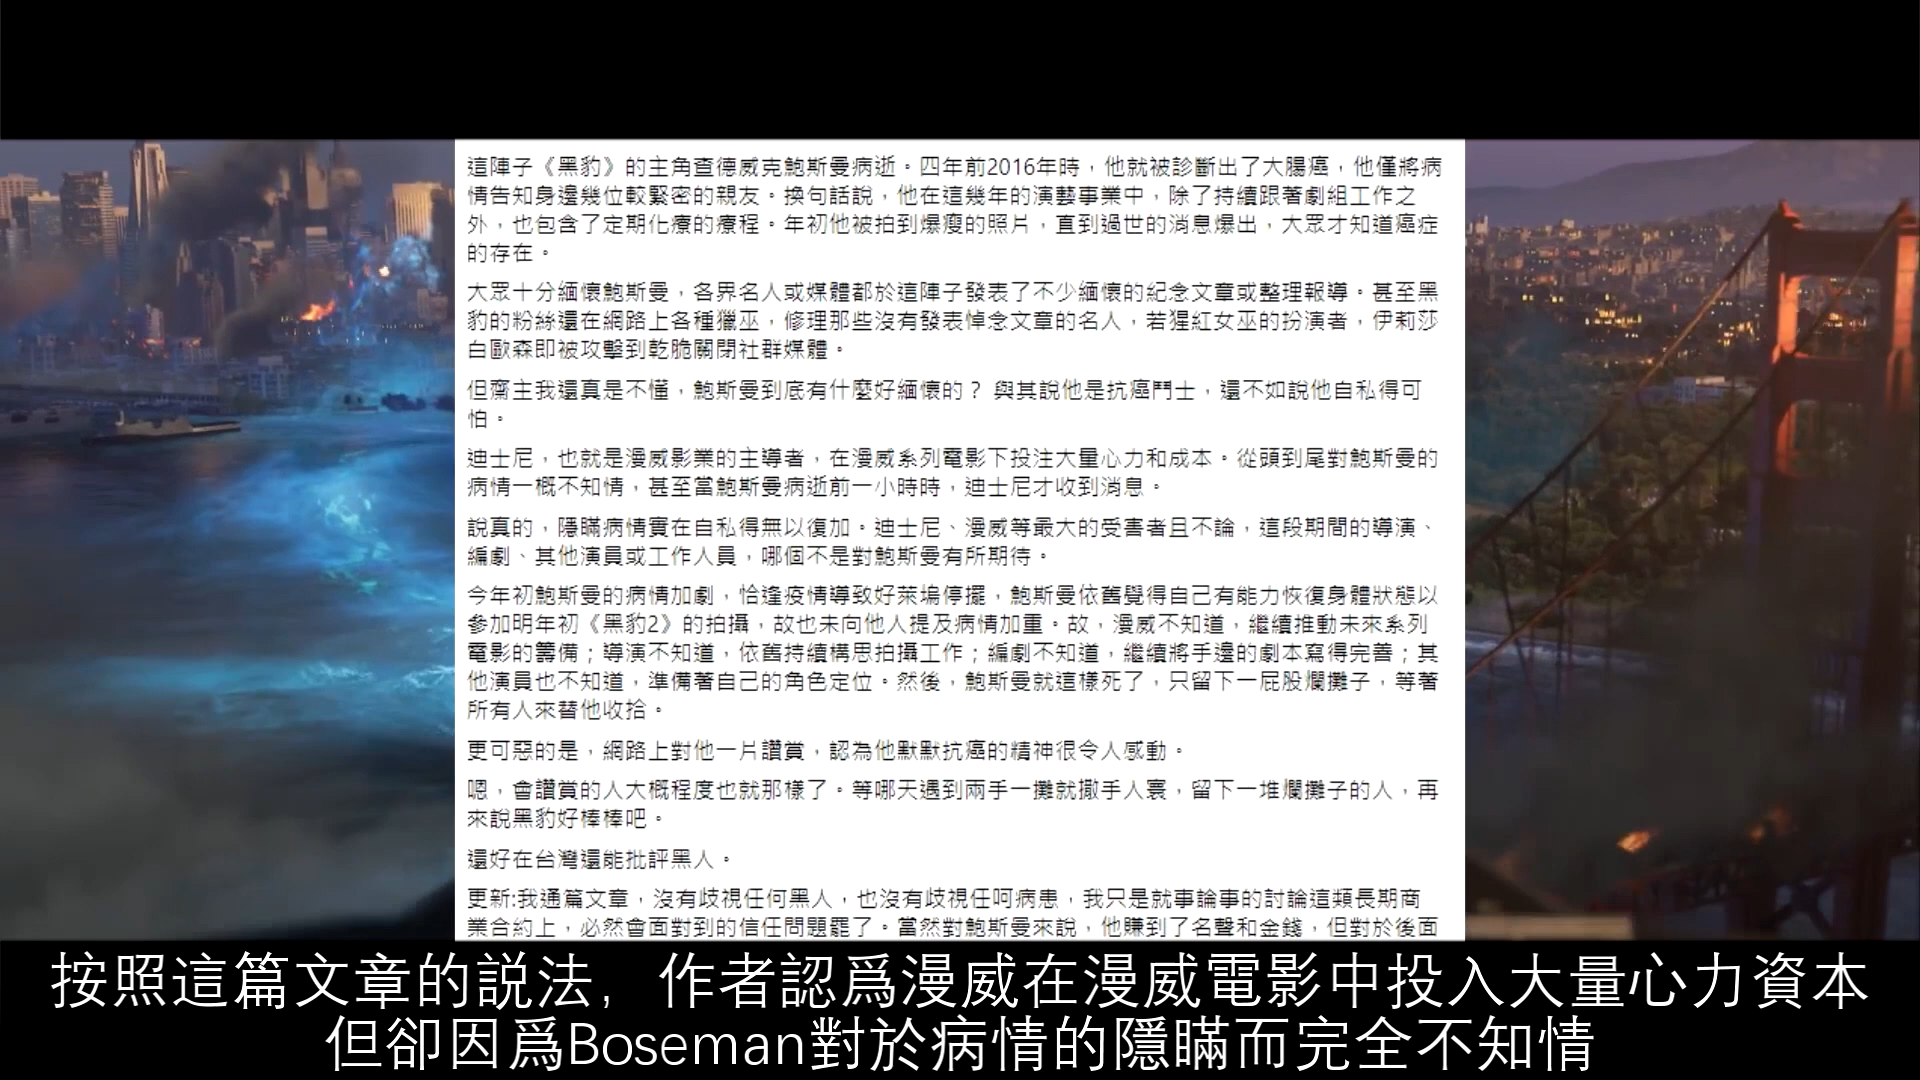 這陣子《黑豹》的主角查德威克鮑斯曼病逝。四年前2016年時，他就被診斷出了大腸癌，他僅將病
情告知身邊幾位較緊密的親友。換句話說，他在這幾年的演藝事業中，除了持續跟著劇組工作之
外，也包含了定期化療的療程。年初他被拍到爆瘦的照片，直到過世的消息爆出，大眾才知道癌症
的存在。
大眾十分緬懷鮑斯曼，各界名人或媒體都於這陣子發表了不少緬懷的紀念文章或整理報導。甚至黑
豹的粉絲還在網路上各種獵巫，修理那些沒有發表悼念文章的名人，若猩紅女巫的扮演者，伊莉莎
白歐森即被攻擊到乾脆關閉社群媒體。
但齋主我還真是不懂，鮑斯曼到底有什麼好緬懷的？ 與其說他是抗癌鬥士，還不如說他自私得可
怕。
迪士尼，也就是漫威影業的主導者，在漫威系列電影下投注大量心力和成本。從頭到尾對鮑斯曼的
病情一概不知情，甚至當鮑斯曼病逝前一小時時，迪士尼才收到消息。
說真的，隱瞞病情實在自私得無以復加。迪士尼、漫威等最大的受害者且不論，這段期間的導演、
編劇、其他演員或工作人員，哪個不是對鮑斯曼有所期待。
今年初鮑斯曼的病情加劇，恰逢疫情導致好萊塢停擺，鮑斯曼依舊覺得自己有能力恢復身體狀態以
參加明年初《黑豹2》的拍攝，故也未向他人提及病情加重。故，漫威不知道，繼續推動未來系列
電影的籌備；導演不知道，依舊持續構思拍攝工作；編劇不知道，繼續將手邊的劇本寫得完善；其
他演員也不知道，準備著自己的角色定位。然後，鮑斯曼就這樣死了，只留下一屁股爛攤子，等著
所有人來替他收拾。
更可惡的是，網路上對他一片讚賞，認為他默默抗癌的精神很令人感動。
嗯，會讚賞的人大概程度也就那樣了。等哪天遇到兩手一攤就撒手人寰，留下一堆爛攤子的人，再
來說黑豹好棒棒吧。
還好在台灣還能批評黑人。
更新:我通篇文章，沒有歧視任何黑人，也沒有歧視任呵病患，我只是就事論事的討論這類長期商
業合約上，必然會面對到的信任問題罷了。當然對鮑斯曼來說，他賺到了名聲和金錢，但對於後面
按照這篇文章的説法，作者認爲漫威在漫威電影中投入大量心力資本
但卻因爲Boseman對於病情的隱瞞而完全不知情